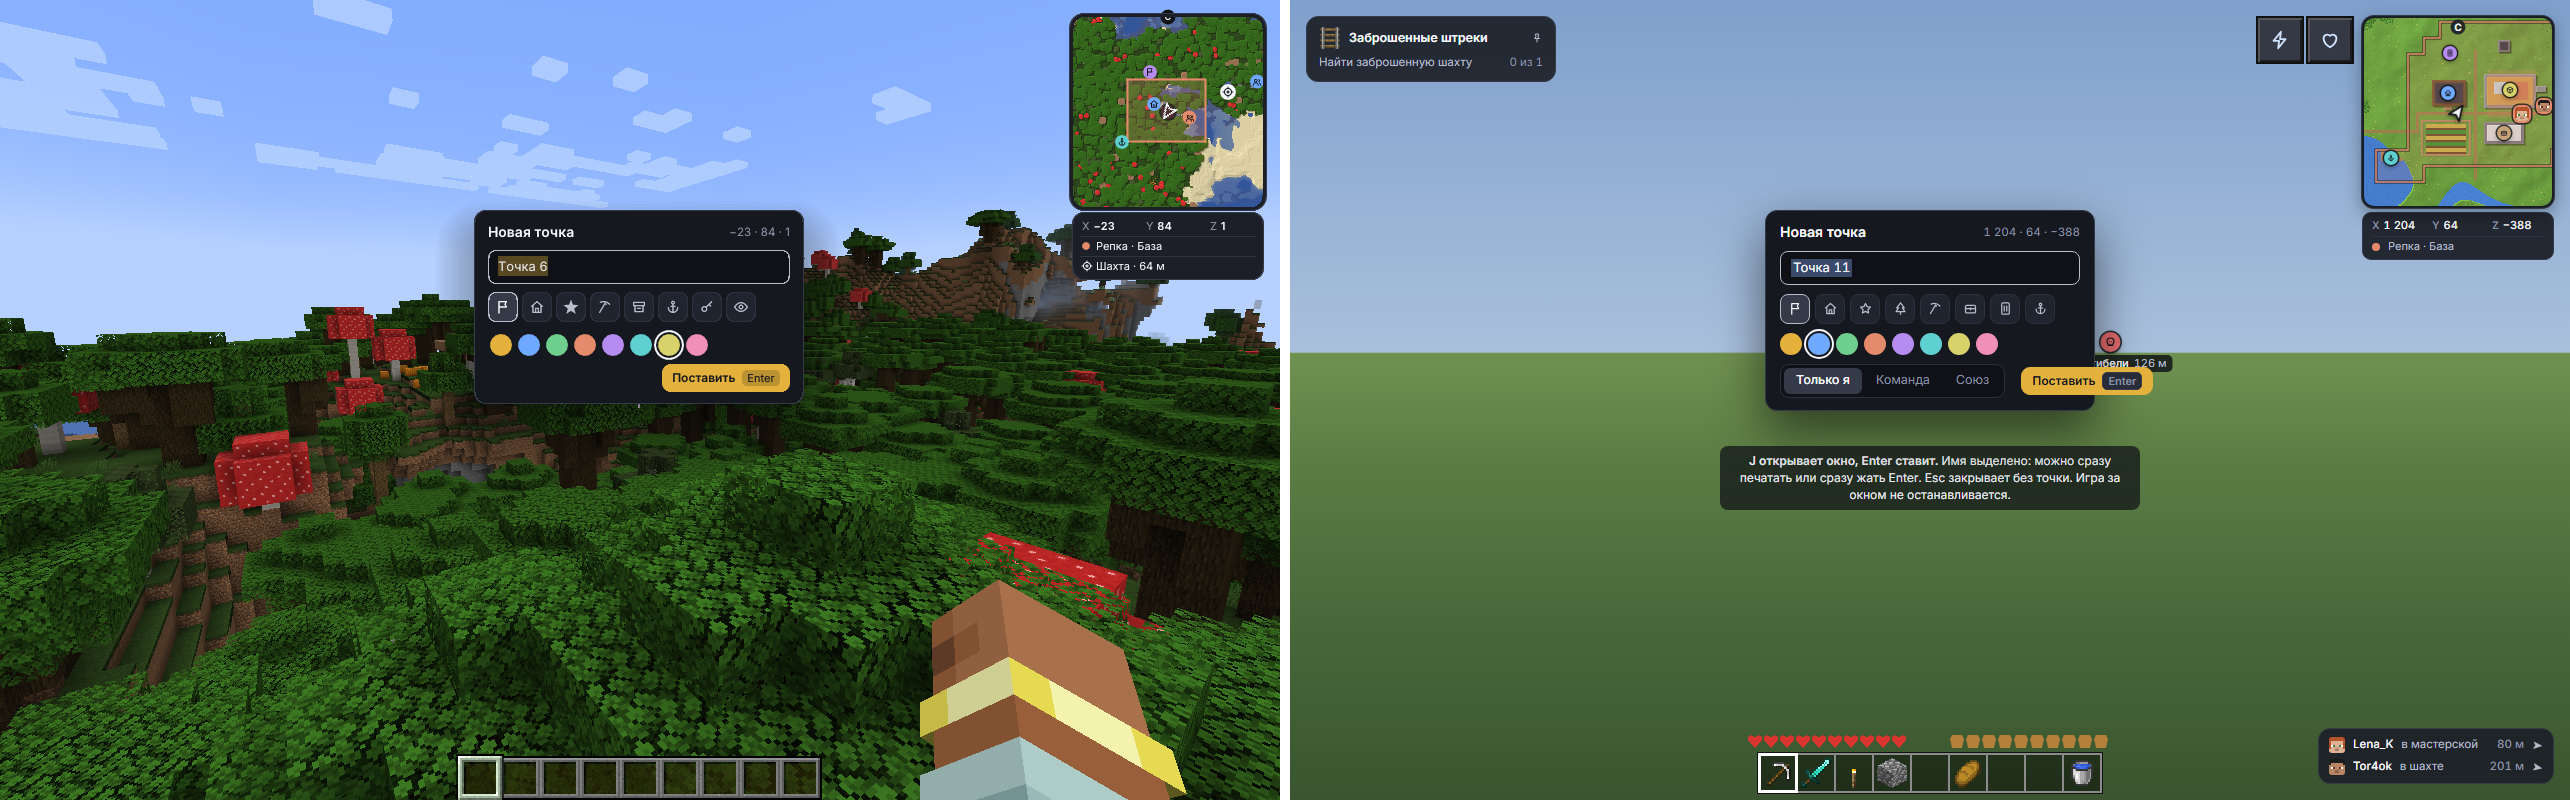 C
X −23 Y 84 Z 1
Репка · База
Шахта · 64 м
Новая точка −23 · 84 · 1
Точка 6
Поставить Enter
Заброшенные штреки
Найти заброшенную шахту 0 из 1
C
X 1 204 Y 64 Z −388
Репка · База
Новая точка 1 204 · 64 · −388
Точка 11
ибели 126 м
Только я Команда Союз Поставить Enter
J открывает окно, Enter ставит. Имя выделено: можно сразу
печатать или сразу жать Enter. Esc закрывает без точки. Игра за
окном не останавливается.
Lena_K в мастерской 80 м
Tor4ok в шахте 201 м